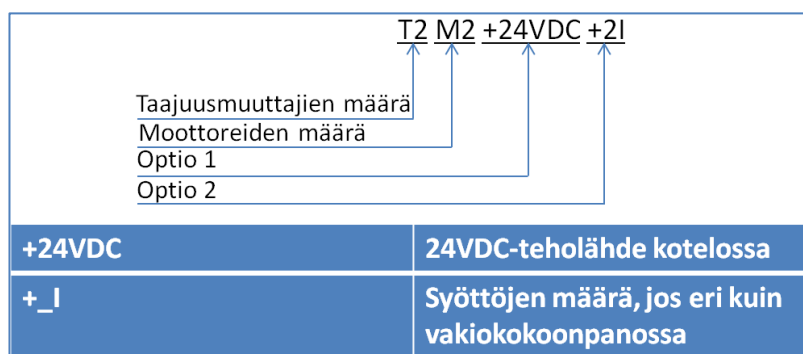 T2 M2 +24VDC +2I
Taajuusmuuttajien määrä
Moottoreiden määrä
Optio 1
Optio 2
+24VDC
24VDC-teholähde kotelossa
+_I
Syöttöjen määrä, jos eri kuin
vakiokokoonpanossa